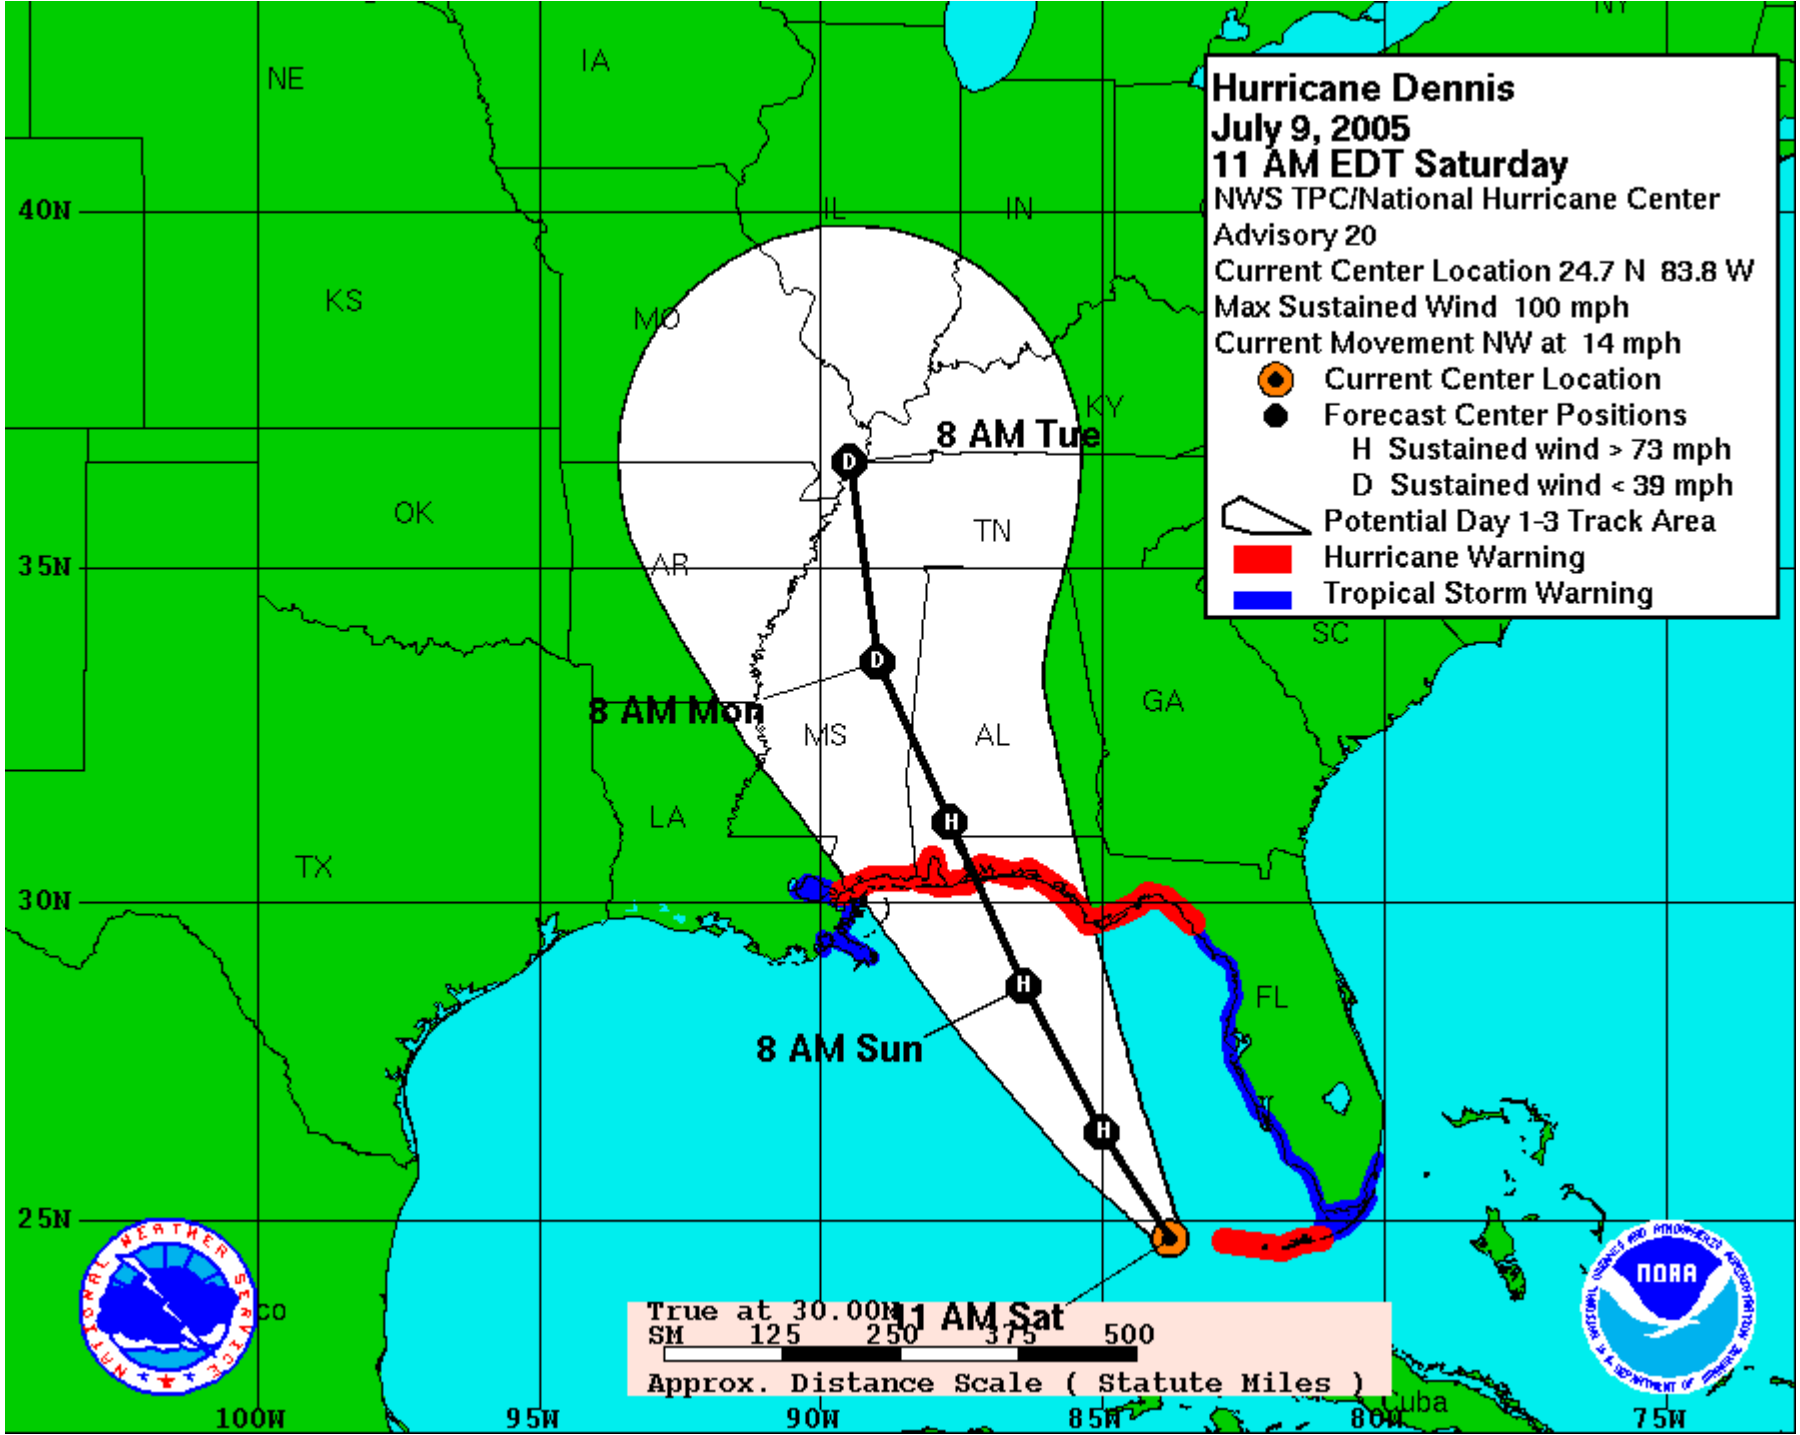 NE
IA
NY
Hurricane Dennis
July 9, 2005
11 AM EDT Saturday
NWS TPC/National Hurricane Center
Advisory 20
Current Center Location 24.7 N 83.8 W
Max Sustained Wind 100 mph
Current Movement NW at 14 mph
Current Center Location
Forecast Center Positions
H Sustained wind > 73 mph
D Sustained wind < 39 mph
Potential Day 1-3 Track Area
Hurricane Warning
Tropical Storm Warning
40N
IL
IN
KS
MO
KY
8 AM Tue
D
OK
TN
35N
AR
SC
D
8 AM Mon
GA
MS
AL
LA
H
TX
30N
FL
H
8 AM Sun
H
25N
NATIONAL WEATHER SERVICE
NOAA
co
11 AM Sat
True at 30.00N
SM 125 250 375 500
Approx. Distance Scale ( Statute Miles )
Cuba
100W 95W 90W 85W 80W 75W